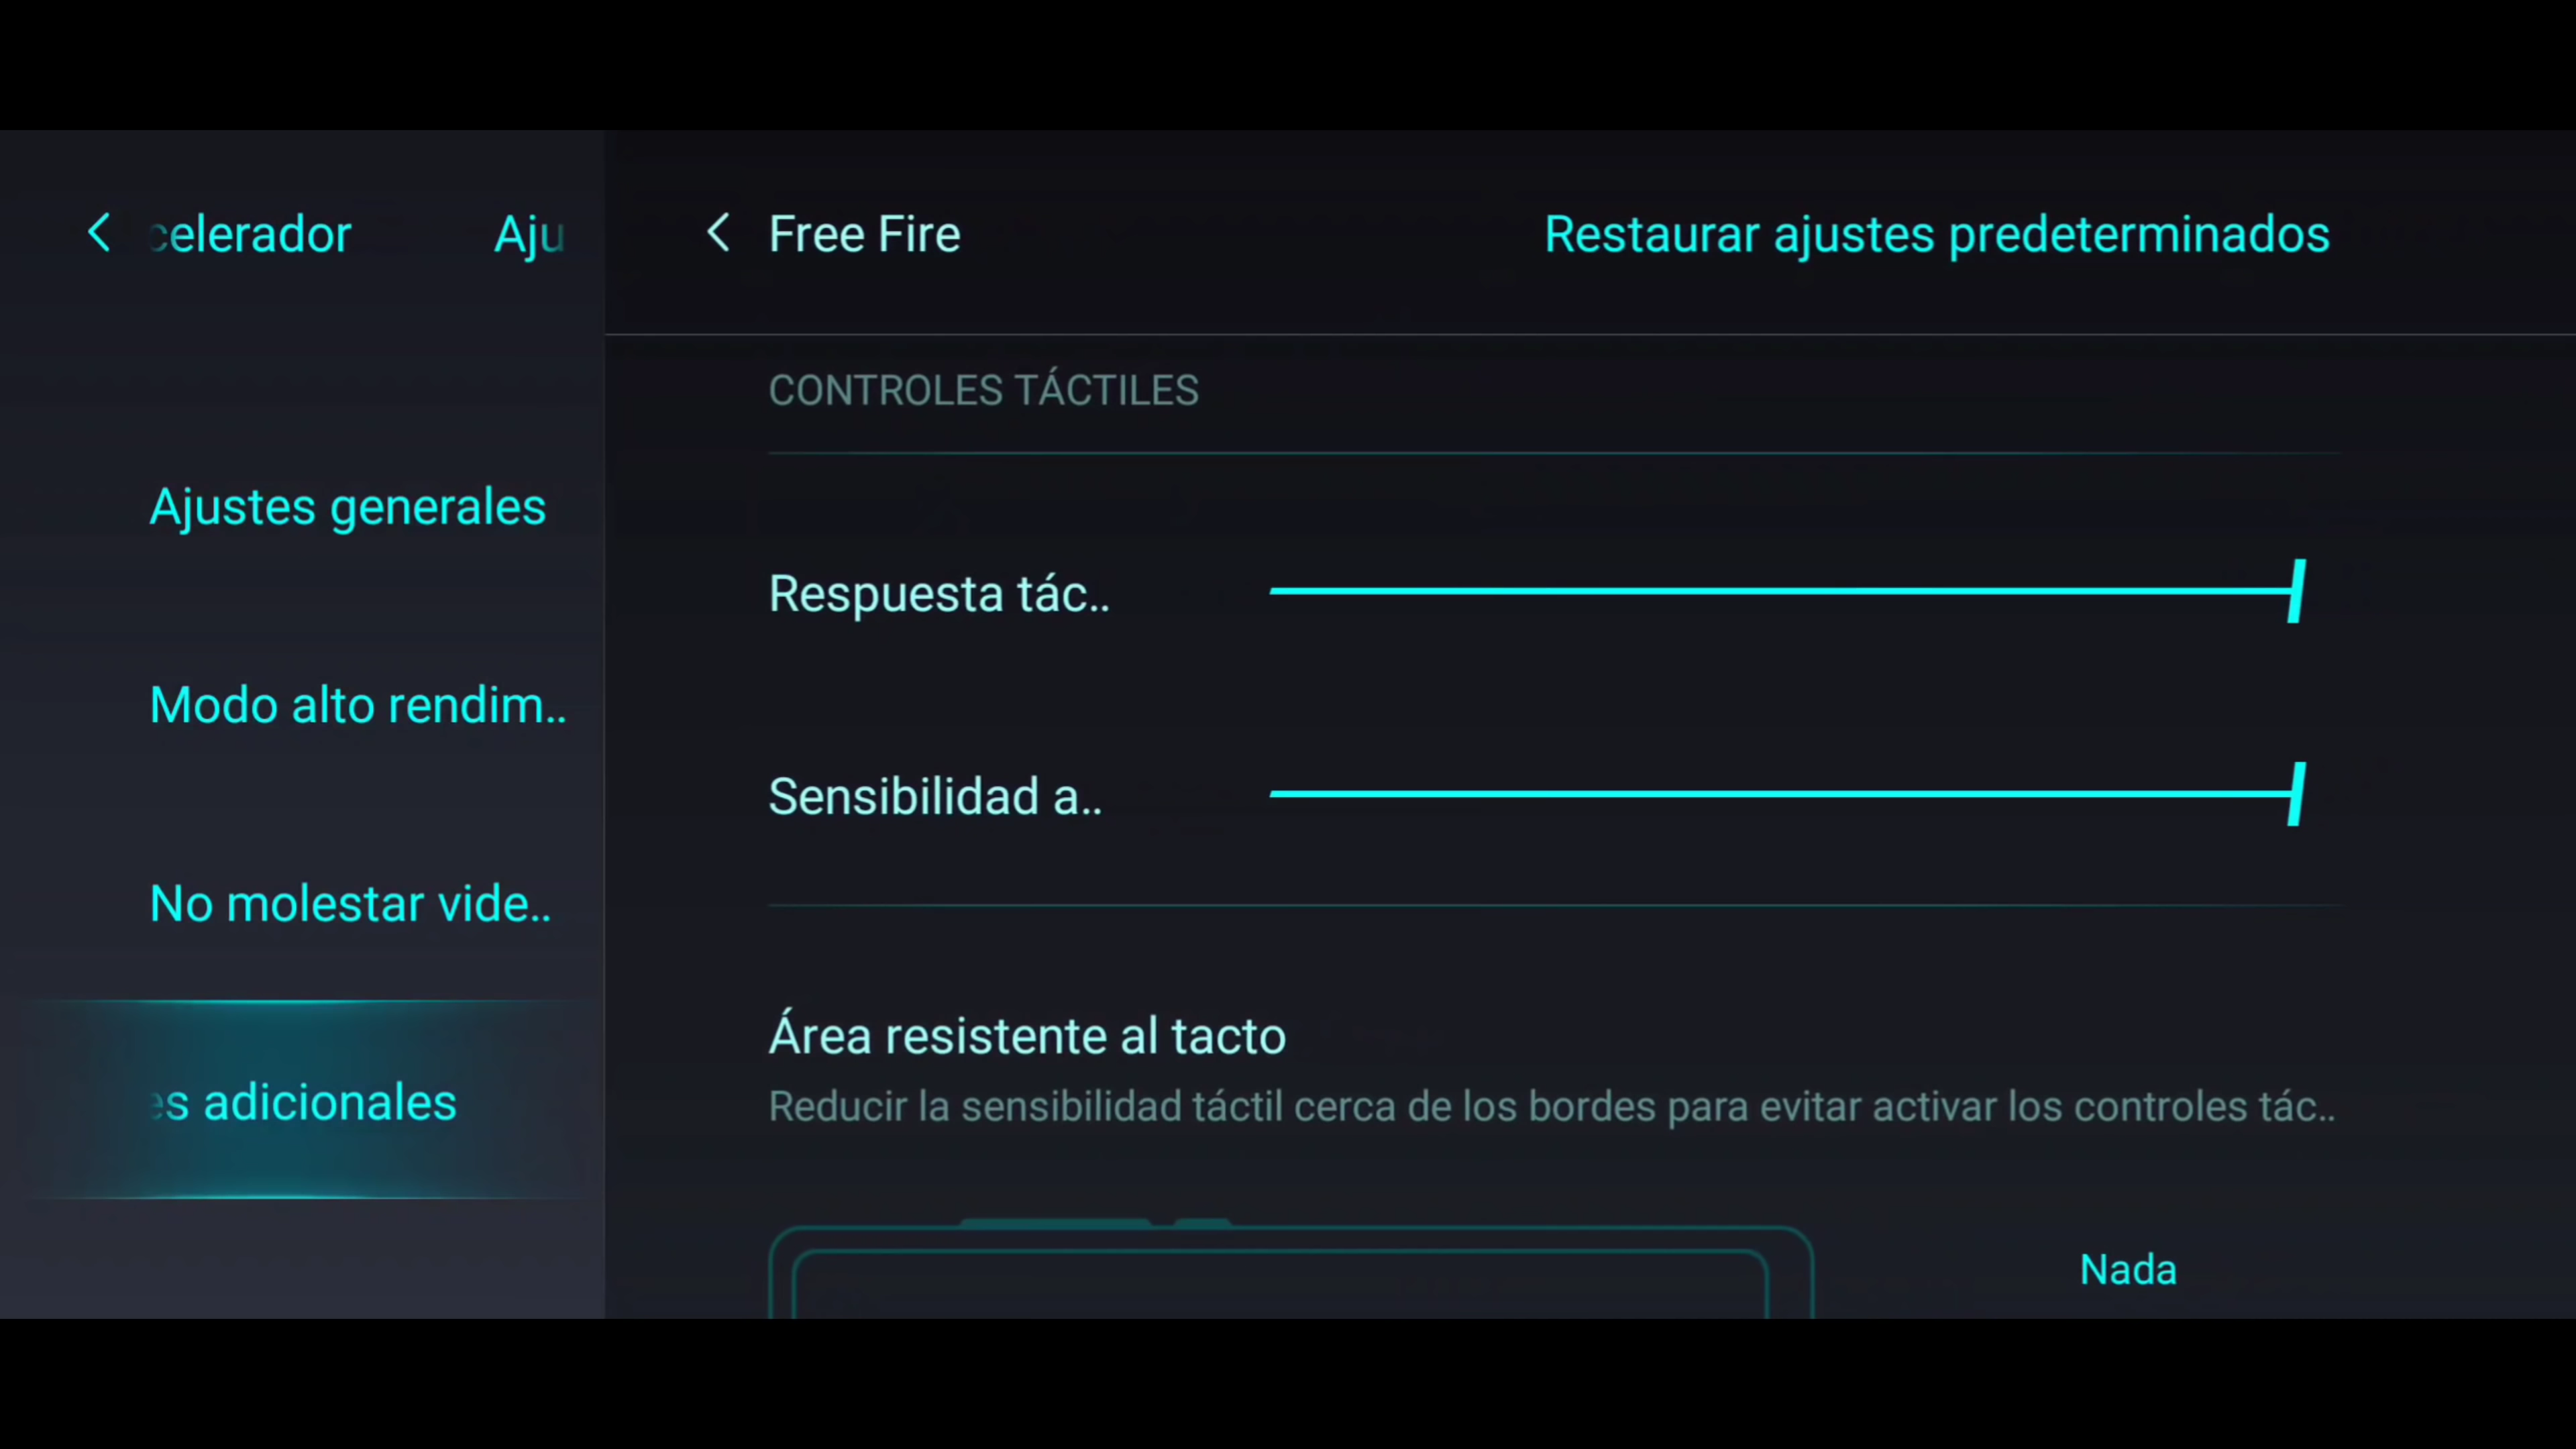 celerador Aju
Ajustes generales
Modo alto rendim..
No molestar vide..
es adicionales
Free Fire
Restaurar ajustes predeterminados
CONTROLES TÁCTILES
Respuesta tác..
Sensibilidad a..
Área resistente al tacto
Reducir la sensibilidad táctil cerca de los bordes para evitar activar los controles tác..
Nada